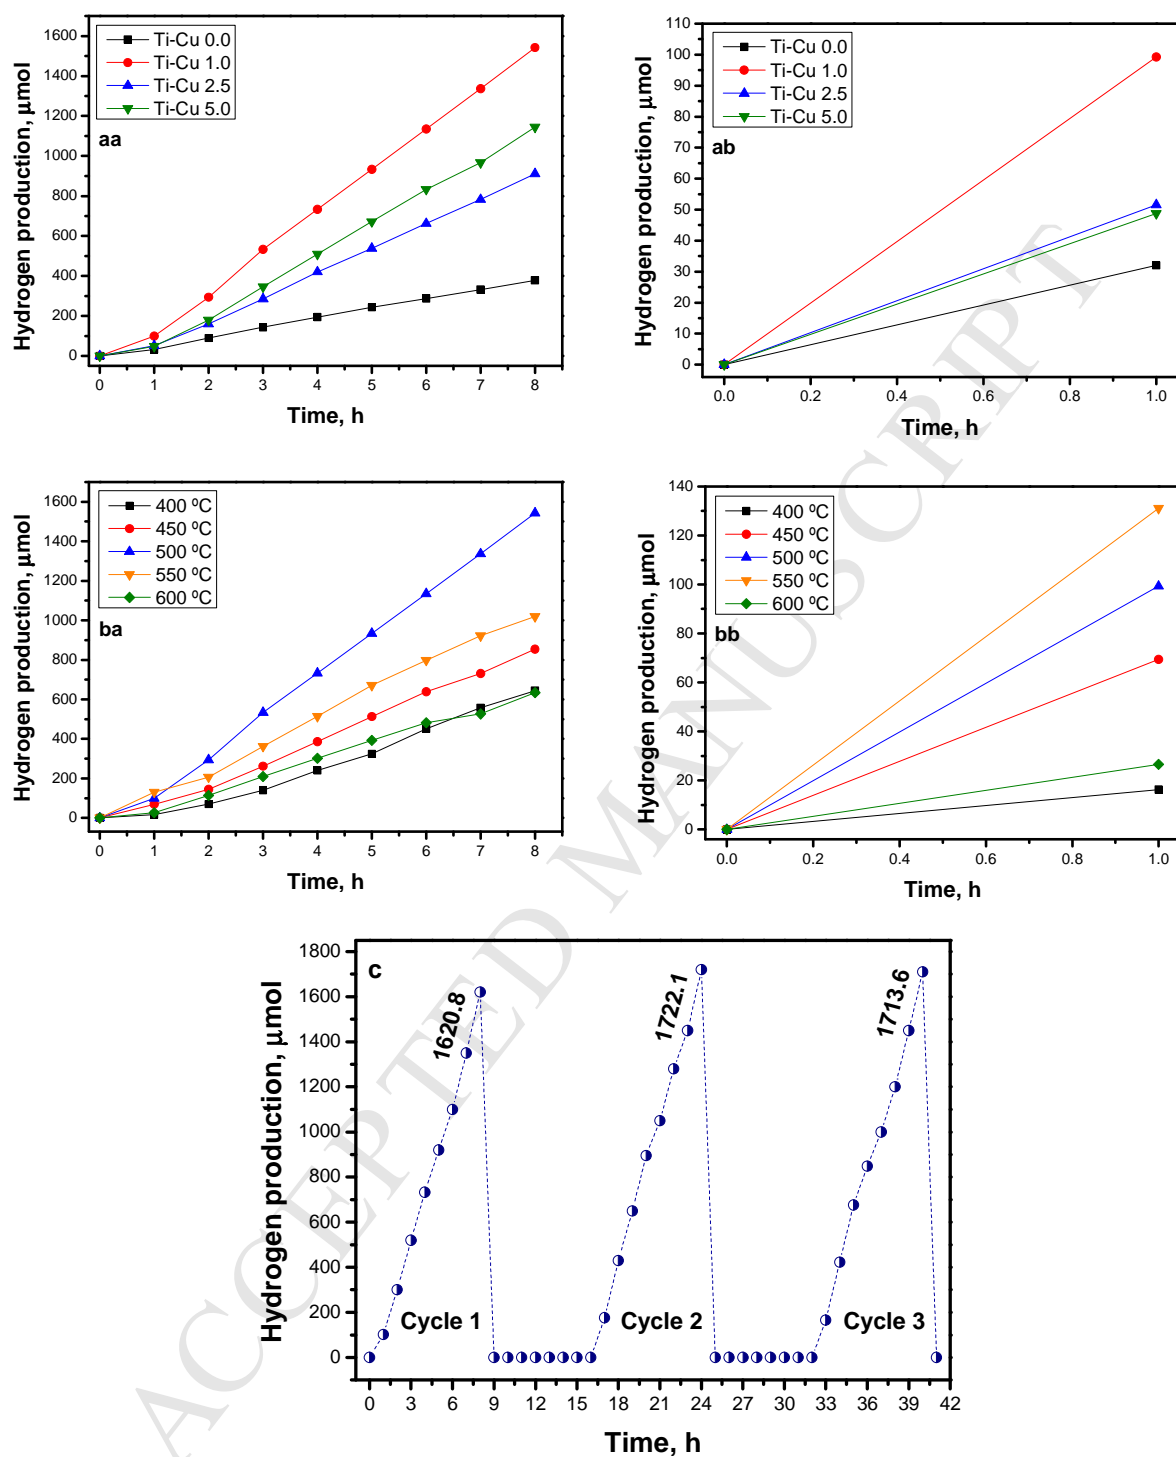 Ti-Cu 0.0
Ti-Cu 1.0
Ti-Cu 2.5
Ti-Cu 5.0
aa
Hydrogen production, μmol
1600
1400
1200
1000
800
600
400
200
0
0 1 2 3 4 5 6 7 8
Time, h
Ti-Cu 0.0
Ti-Cu 1.0
Ti-Cu 2.5
Ti-Cu 5.0
ab
Hydrogen production, μmol
110
100
90
80
70
60
50
40
30
20
10
0
0.0 0.2 0.4 0.6 0.8 1.0
Time, h
400 ºC
450 ºC
500 ºC
550 ºC
600 ºC
ba
Hydrogen production, μmol
1600
1400
1200
1000
800
600
400
200
0
0 1 2 3 4 5 6 7 8
Time, h
400 ºC
450 ºC
500 ºC
550 ºC
600 ºC
bb
Hydrogen production, μmol
140
120
100
80
60
40
20
0
0.0 0.2 0.4 0.6 0.8 1.0
Time, h
c
Hydrogen production, μmol
1800
1600
1400
1200
1000
800
600
400
200
0
1620.8
1722.1
1713.6
Cycle 1
Cycle 2
Cycle 3
0 3 6 9 12 15 18 21 24 27 30 33 36 39 42
Time, h
ACCEPTED MANUSCRIPT